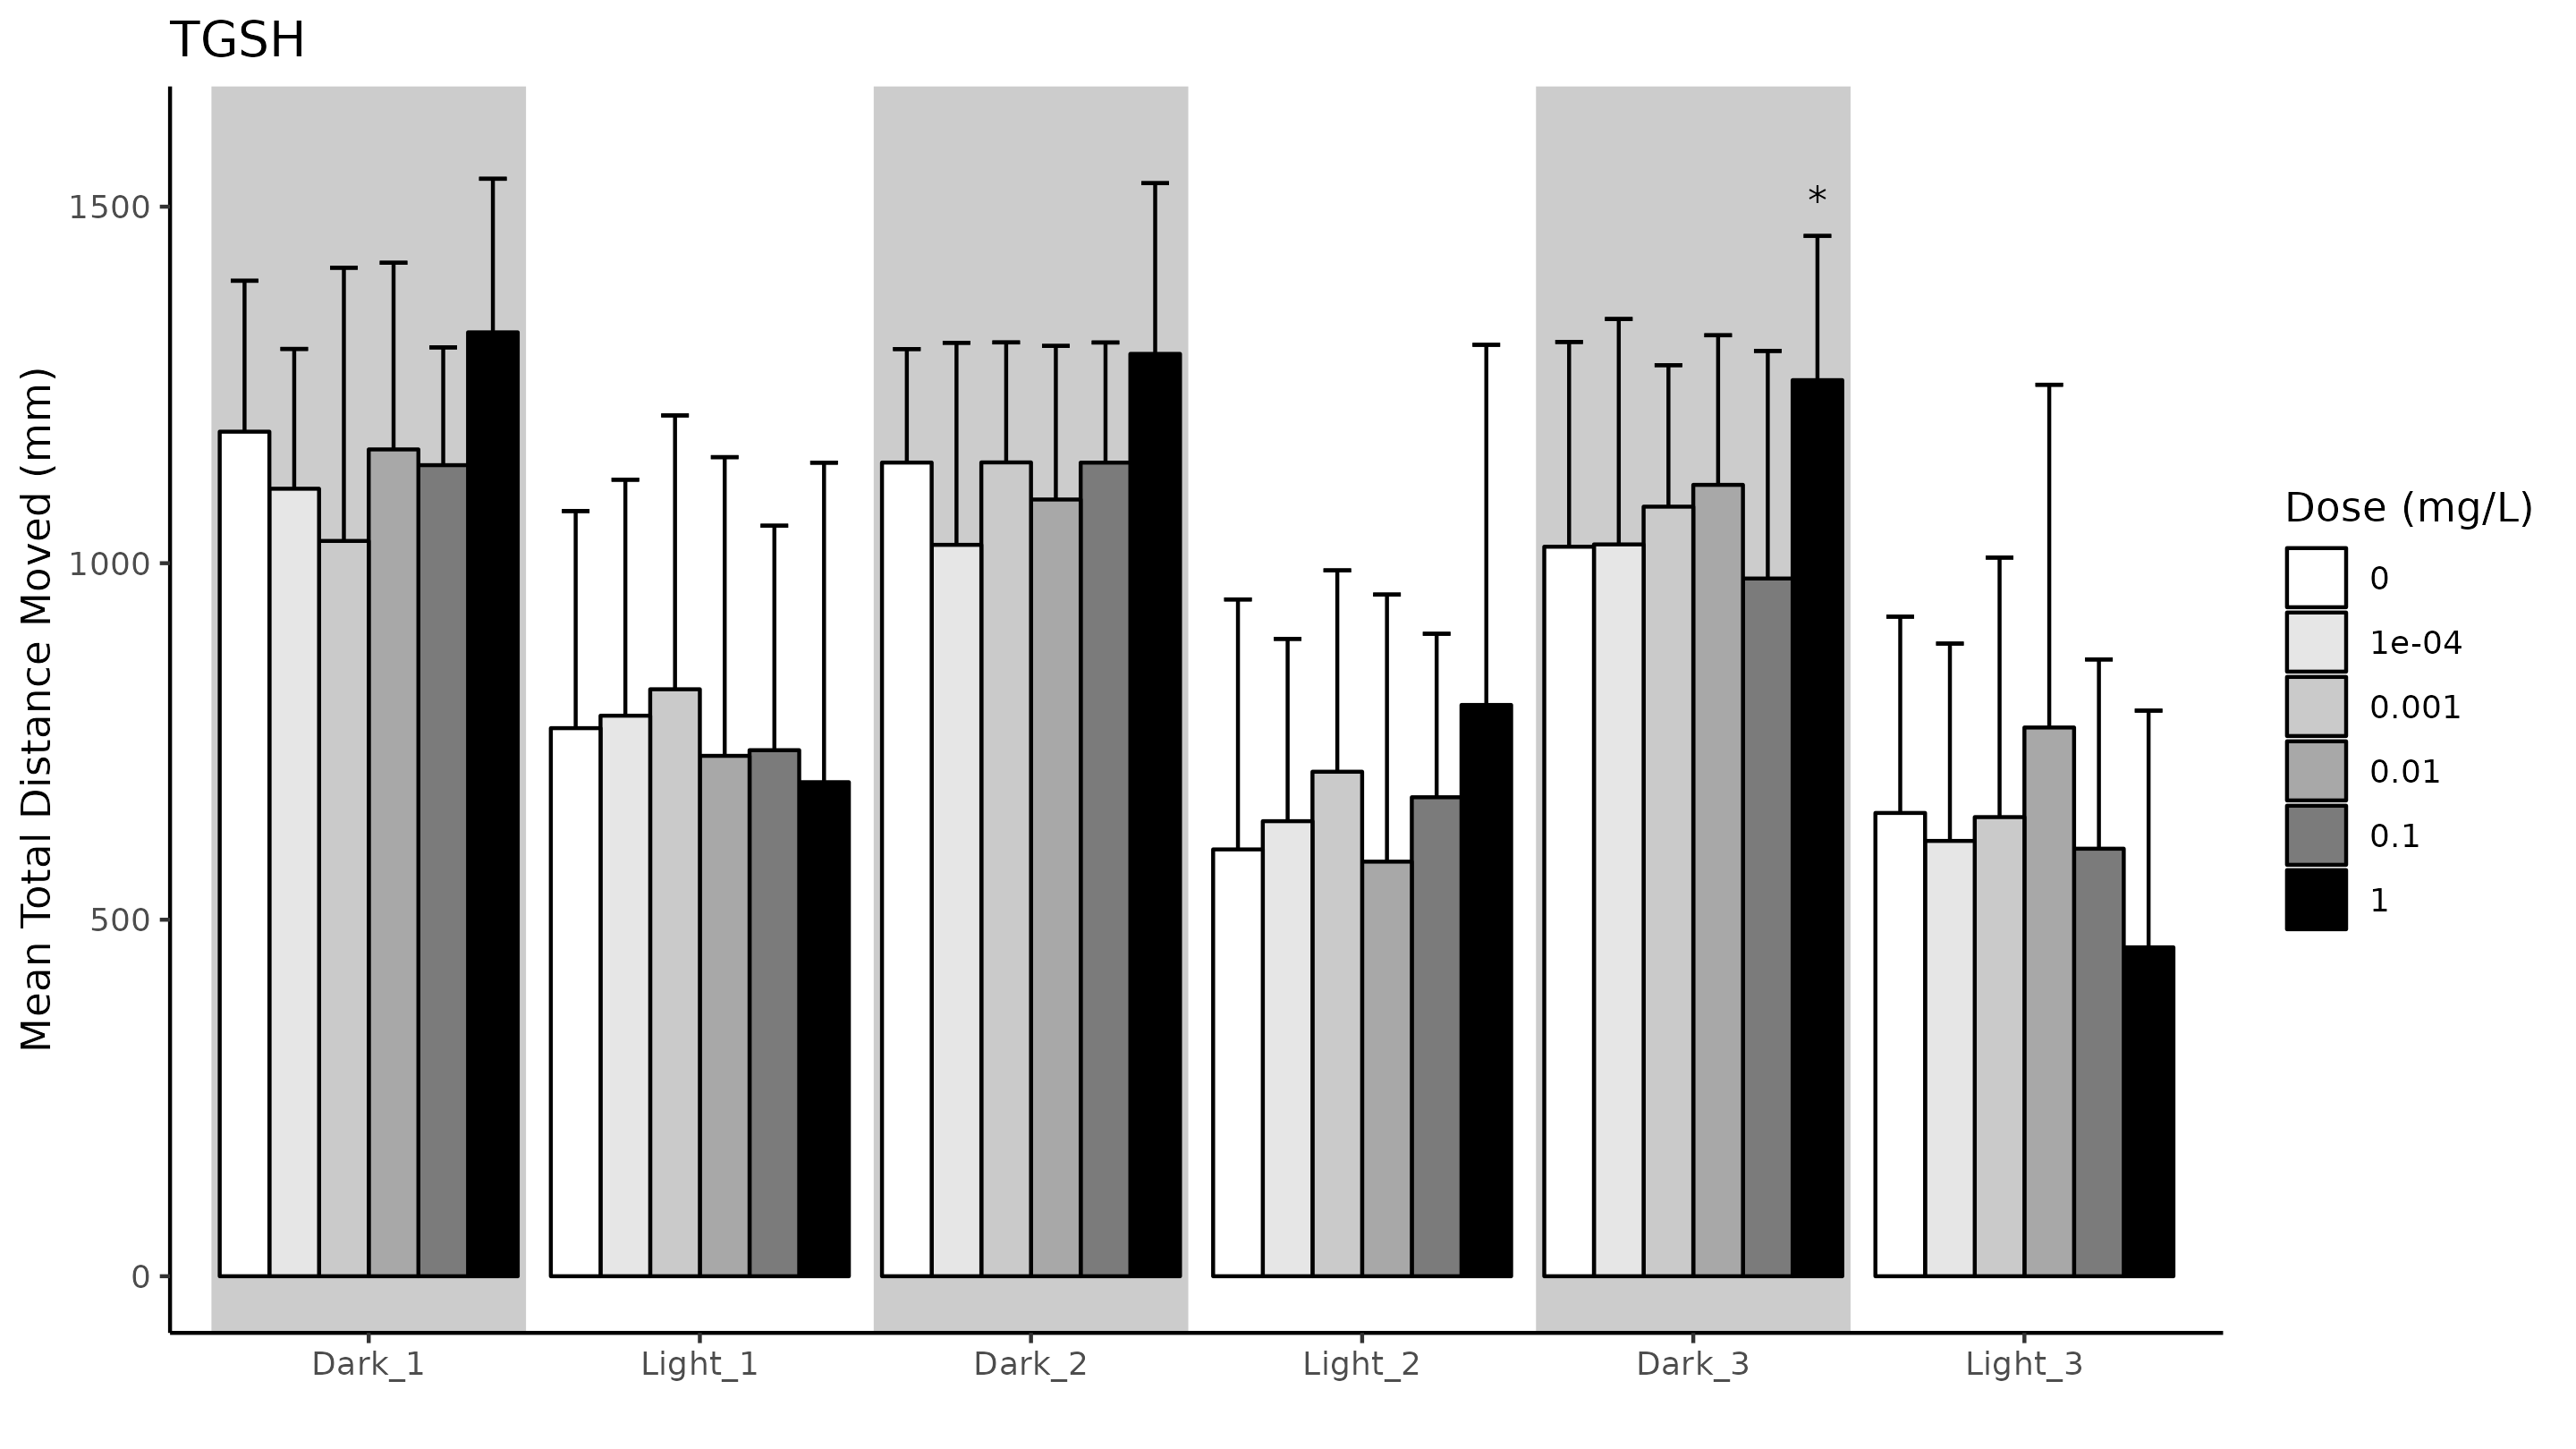 TGSH
Mean Total Distance Moved (mm)
1500
1000
500
0
*
Dark_1
Light_1
Dark_2
Light_2
Dark_3
Light_3
Dose (mg/L)
0
1e-04
0.001
0.01
0.1
1